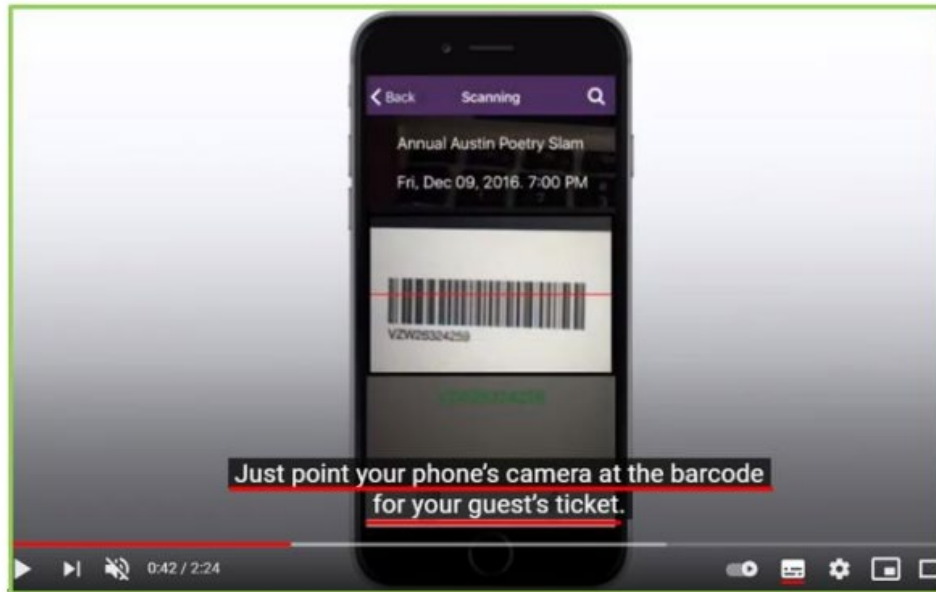 Back Scanning
Annual Austin Poetry Slam
Fri, Dec 09, 2016. 7:00 PM
VZW26324259
Just point your phone's camera at the barcode
for your guest's ticket.
0:42 / 2:24